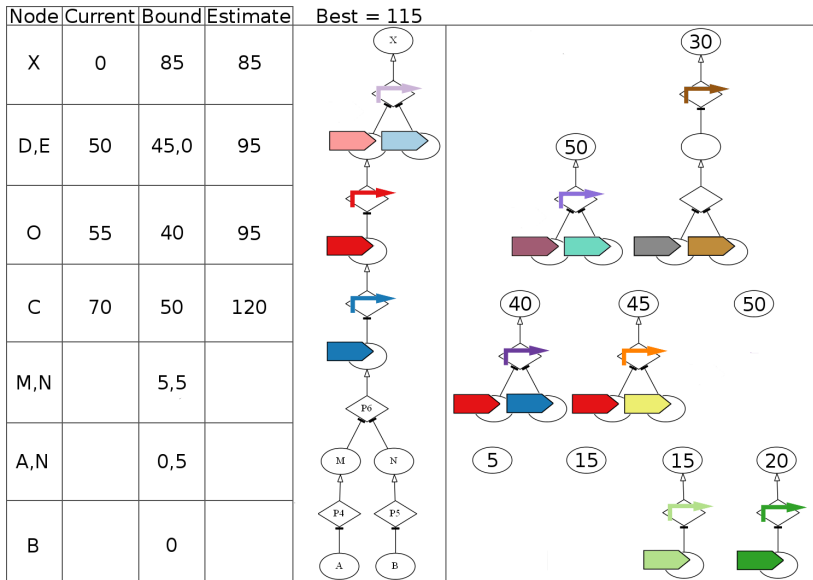 Node Current Bound Estimate Best = 115
X 0 85 85
D,E 50 45,0 95
O 55 40 95
C 70 50 120
M,N 5,5
A,N 0,5
B 0
X
P6
M N
P4 P5
A B
30
50
40 45 50
5 15 15 20